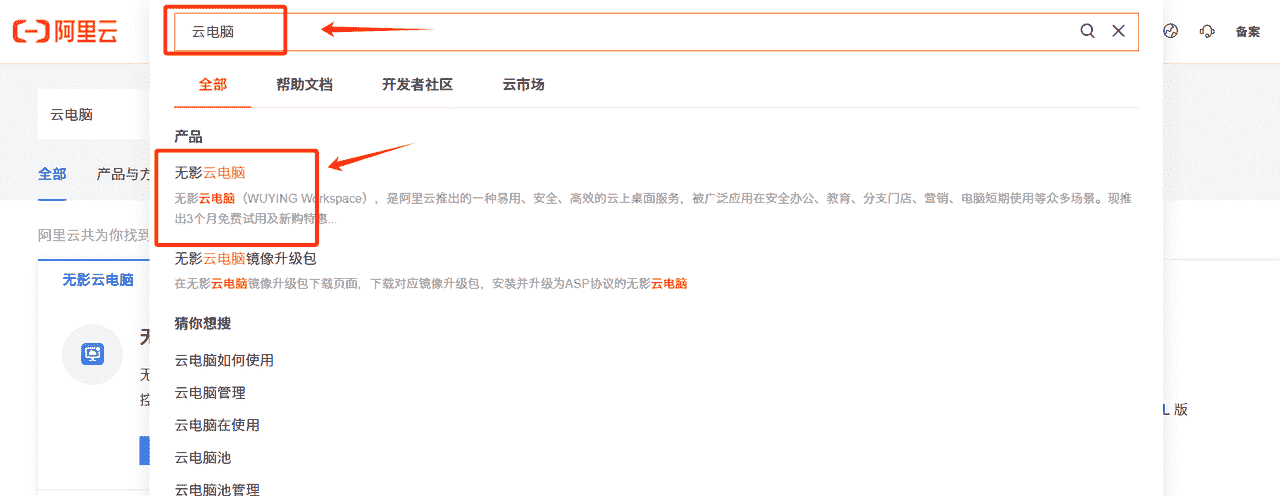 阿里云
云电脑
备案
全部
帮助文档
开发者社区
云市场
云电脑
产品
全部
产品与方
无影云电脑
无影云电脑（WUYING Workspace），是阿里云推出的一种易用、安全、高效的云上桌面服务，被广泛应用在安全办公、教育、分支门店、营销、电脑短期使用等众多场景。现推
出3个月免费试用及新购特惠...
阿里云共为你找到
无影云电脑镜像升级包
无影云电脑
在无影云电脑镜像升级包下载页面，下载对应镜像升级包，安装并升级为ASP协议的无影云电脑
猜你想搜
云电脑如何使用
云电脑管理
L 版
云电脑在使用
云电脑池
云电脑池管理